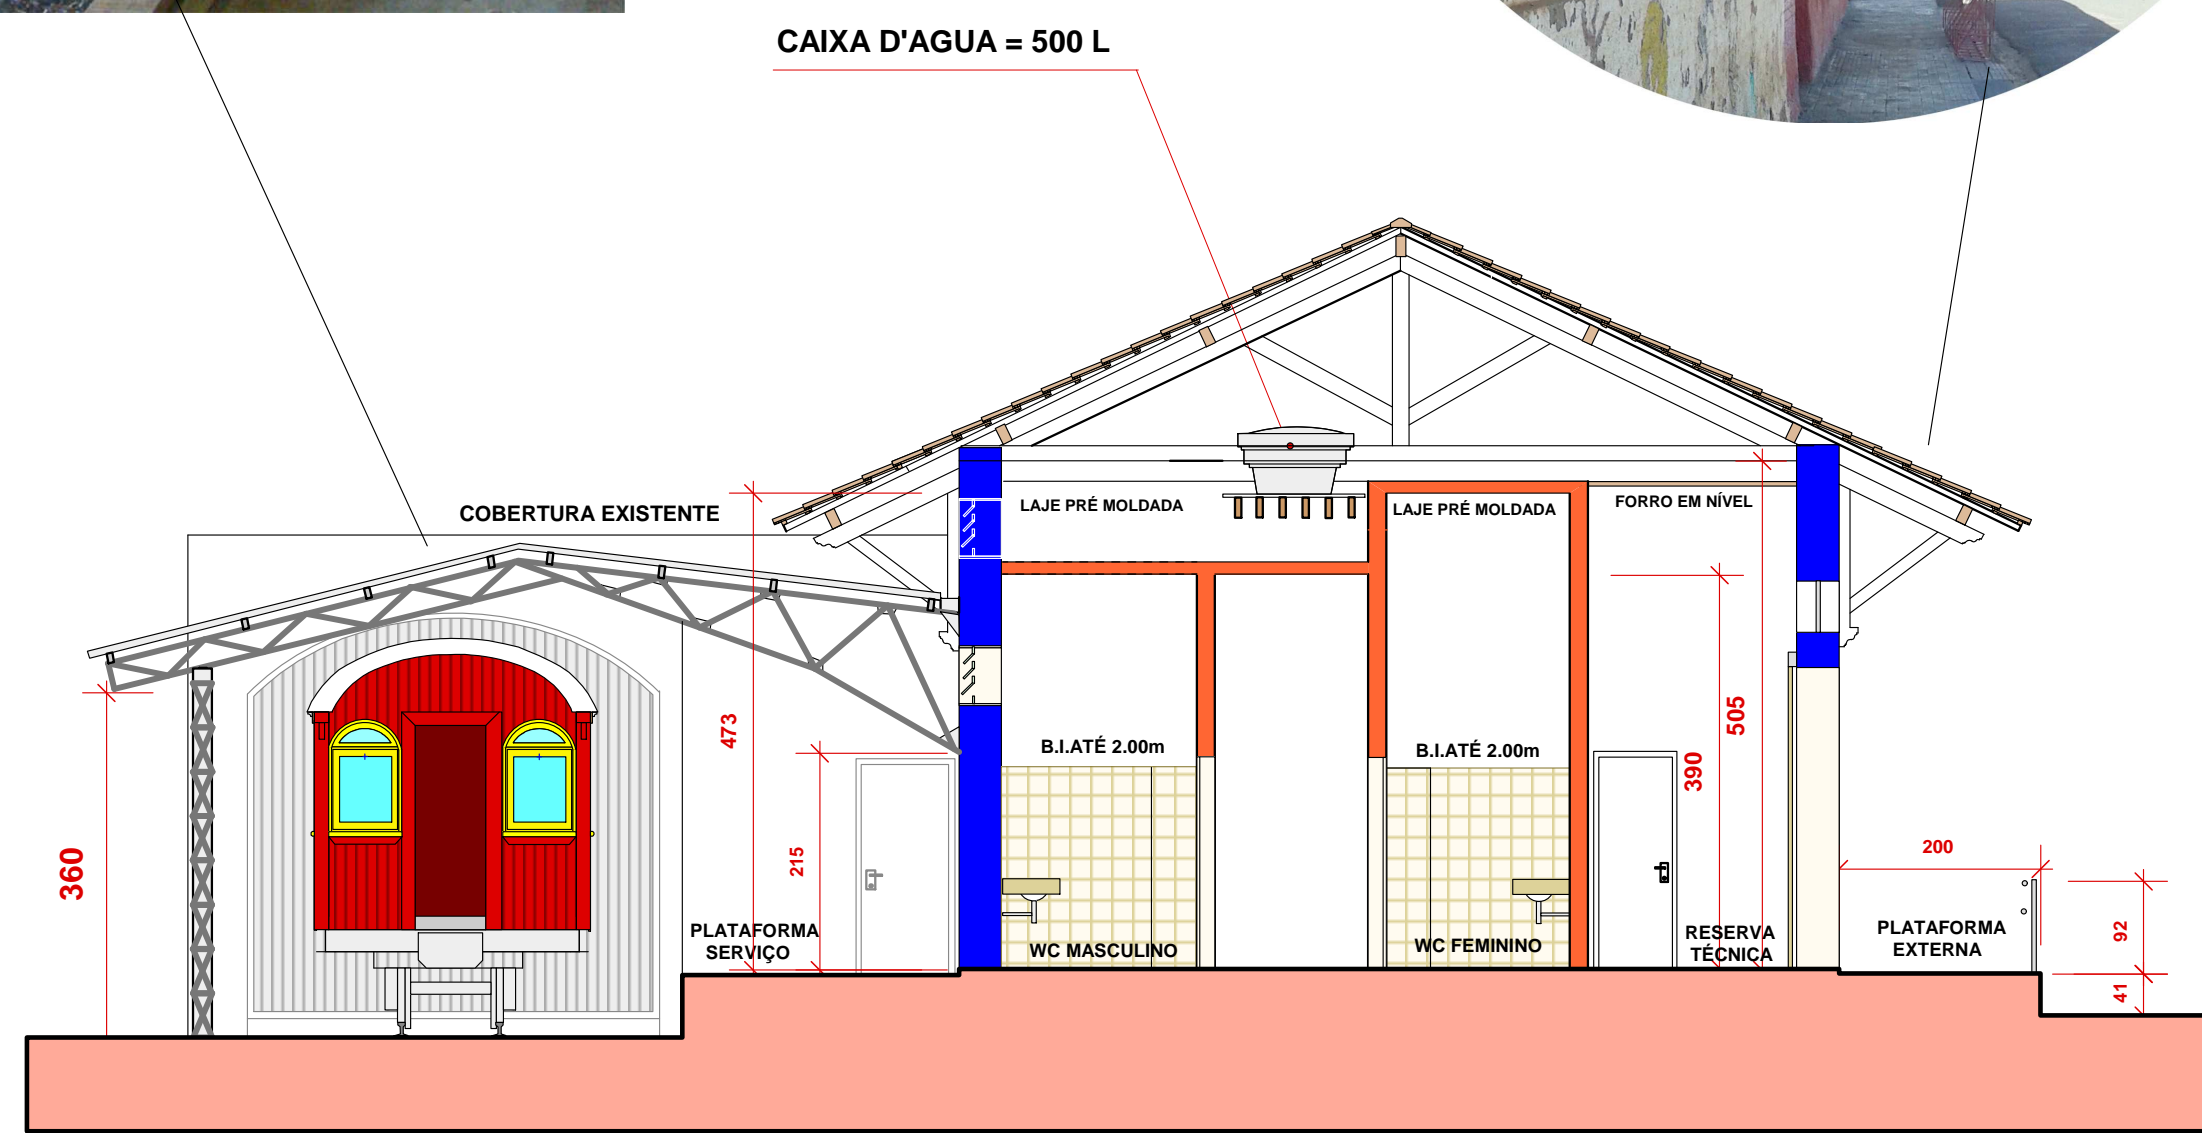 CAIXA D'AGUA = 500 L
COBERTURA EXISTENTE
LAJE PRÉ MOLDADA
LAJE PRÉ MOLDADA
FORRO EM NÍVEL
473
505
390
B.I.ATÉ 2.00m
B.I.ATÉ 2.00m
360
215
200
PLATAFORMA
SERVIÇO
WC MASCULINO
WC FEMININO
RESERVA
TÉCNICA
PLATAFORMA
EXTERNA
92
41